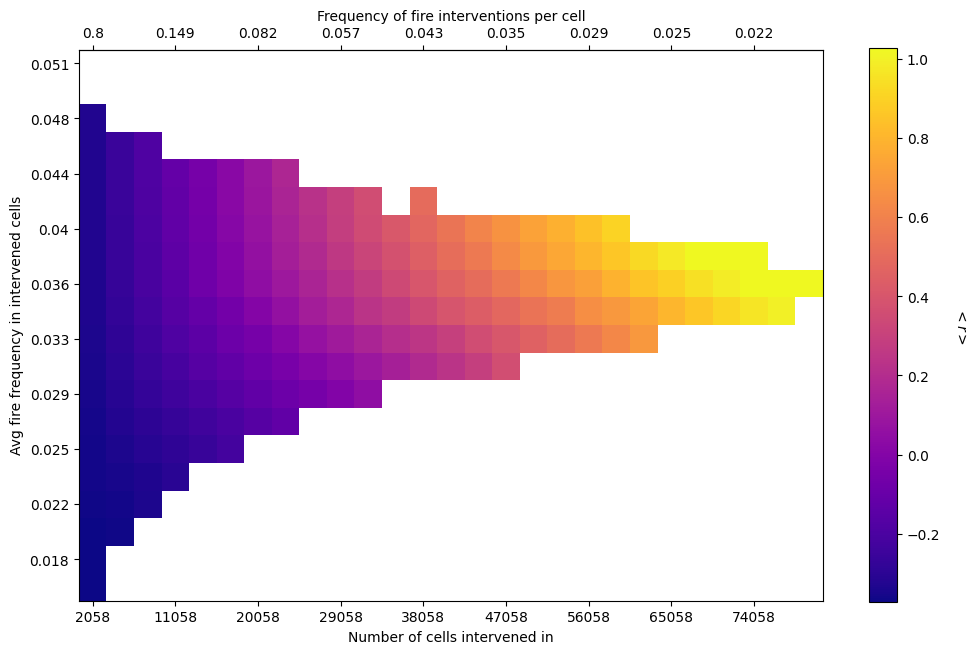 Frequency of fire interventions per cell
0.8 0.149 0.082 0.057 0.043 0.035 0.029 0.025 0.022
Avg fire frequency in intervened cells
0.051
0.048
0.044
0.04
0.036
0.033
0.029
0.025
0.022
0.018
2058 11058 20058 29058 38058 47058 56058 65058 74058
Number of cells intervened in
1.0
0.8
0.6
0.4
0.2
0.0
−0.2
< r >